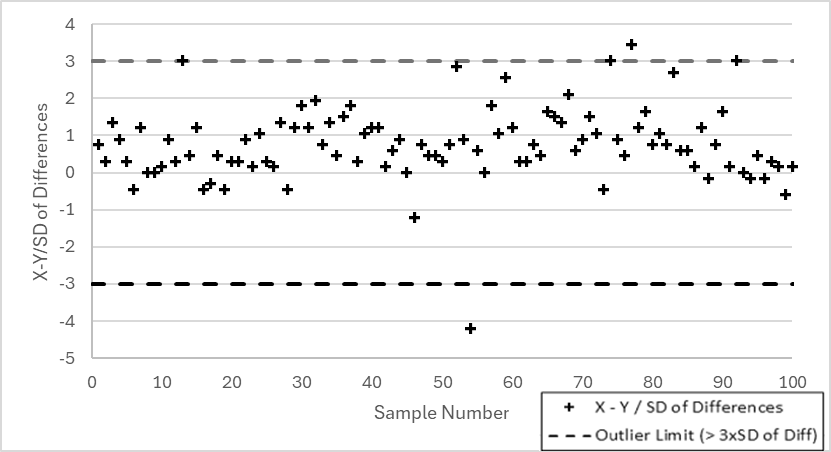 4
3
2
1
0
-1
-2
-3
-4
-5
X-Y/SD of Differences
0 10 20 30 40 50 60 70 80 90 100
Sample Number
X - Y / SD of Differences
Outlier Limit (> 3xSD of Diff)